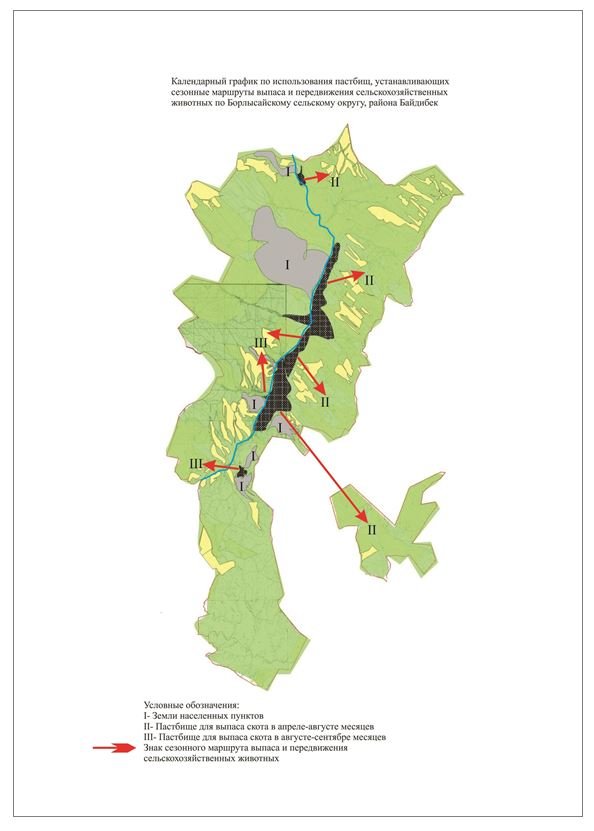 Календарный график по использования пастбищ, устанавливающих
сезонные маршруты выпаса и передвижения сельскохозяйственных
животных по Борлысайскому сельскому округу, района Байдибек
I
II
I
II
III
II
I
I
I
III
I
II
Условные обозначения:
I- Земли населенных пунктов
II- Пастбище для выпаса скота в апреле-августе месяцев
III- Пастбище для выпаса скота в августе-сентябре месяцев
Знак сезонного маршрута выпаса и передвижения
сельскохозяйственных животных